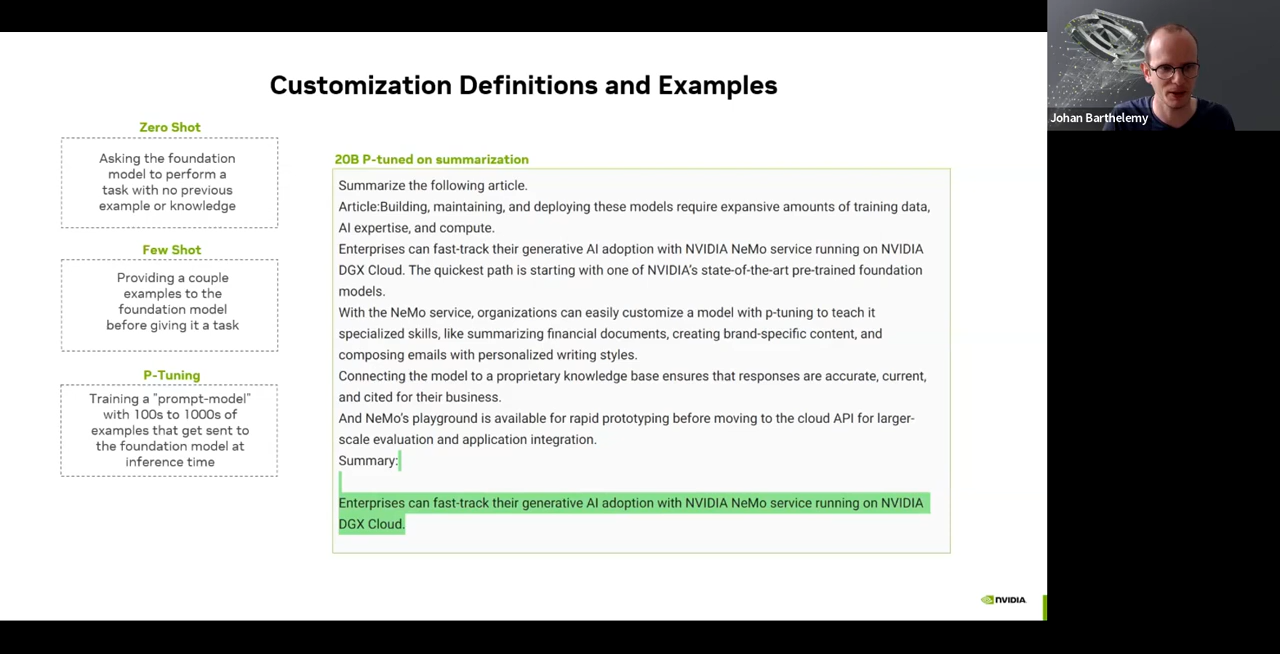 Customization Definitions and Examples
Zero Shot
Asking the foundation
model to perform a
task with no previous
example or knowledge
Few Shot
Providing a couple
examples to the
foundation model
before giving it a task
P-Tuning
Training a "prompt-model"
with 100s to 1000s of
examples that get sent to
the foundation model at
inference time
20B P-tuned on summarization
Summarize the following article.
Article:Building, maintaining, and deploying these models require expansive amounts of training data,
AI expertise, and compute.
Enterprises can fast-track their generative AI adoption with NVIDIA NeMo service running on NVIDIA
DGX Cloud. The quickest path is starting with one of NVIDIA's state-of-the-art pre-trained foundation
models.
With the NeMo service, organizations can easily customize a model with p-tuning to teach it
specialized skills, like summarizing financial documents, creating brand-specific content, and
composing emails with personalized writing styles.
Connecting the model to a proprietary knowledge base ensures that responses are accurate, current,
and cited for their business.
And NeMo's playground is available for rapid prototyping before moving to the cloud API for larger-
scale evaluation and application integration.
Summary:
Enterprises can fast-track their generative AI adoption with NVIDIA NeMo service running on NVIDIA
DGX Cloud.
NVIDIA
Johan Barthelemy